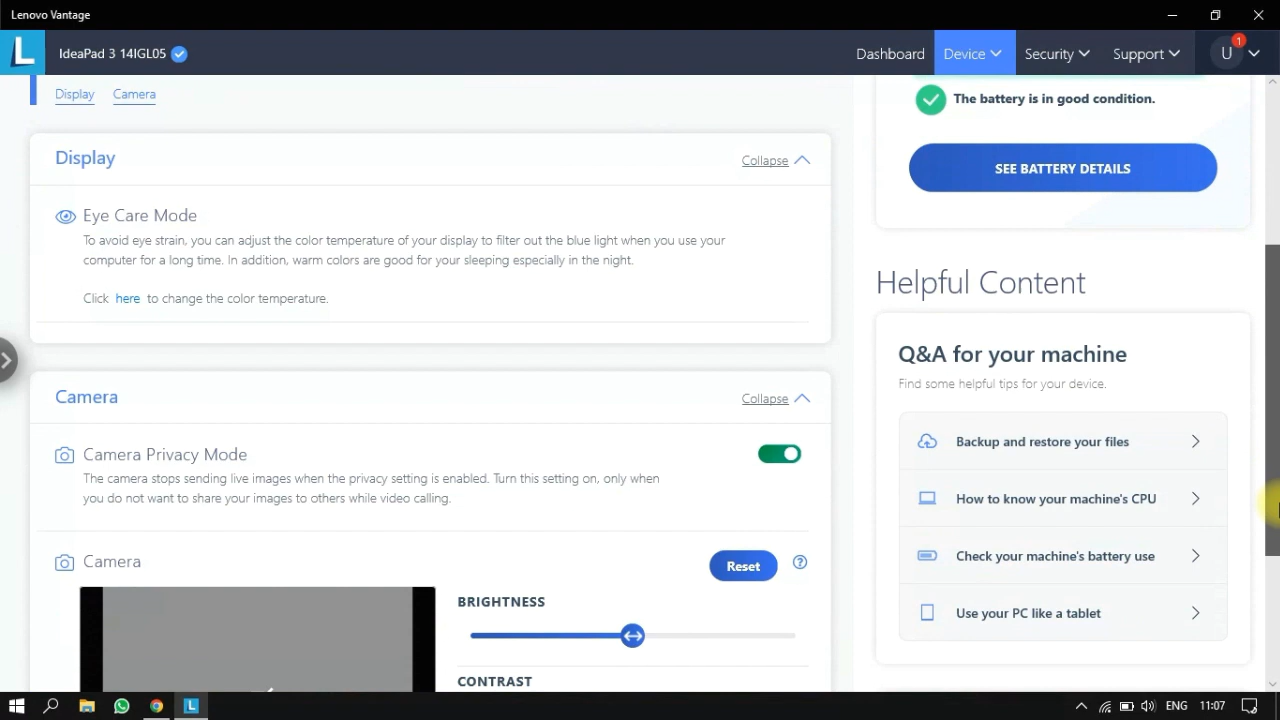 Lenovo Vantage
L
IdeaPad 3 14IGL05
Dashboard
Device
Security
Support
U
1
Display
Camera
Display
Collapse
Eye Care Mode
To avoid eye strain, you can adjust the color temperature of your display to filter out the blue light when you use your
computer for a long time. In addition, warm colors are good for your sleeping especially in the night.
Click here to change the color temperature.
Camera
Collapse
Camera Privacy Mode
The camera stops sending live images when the privacy setting is enabled. Turn this setting on, only when
you do not want to share your images to others while video calling.
Camera
Reset
BRIGHTNESS
CONTRAST
The battery is in good condition.
SEE BATTERY DETAILS
Helpful Content
Q&A for your machine
Find some helpful tips for your device.
Backup and restore your files
How to know your machine's CPU
Check your machine's battery use
Use your PC like a tablet
L
ENG
11:07